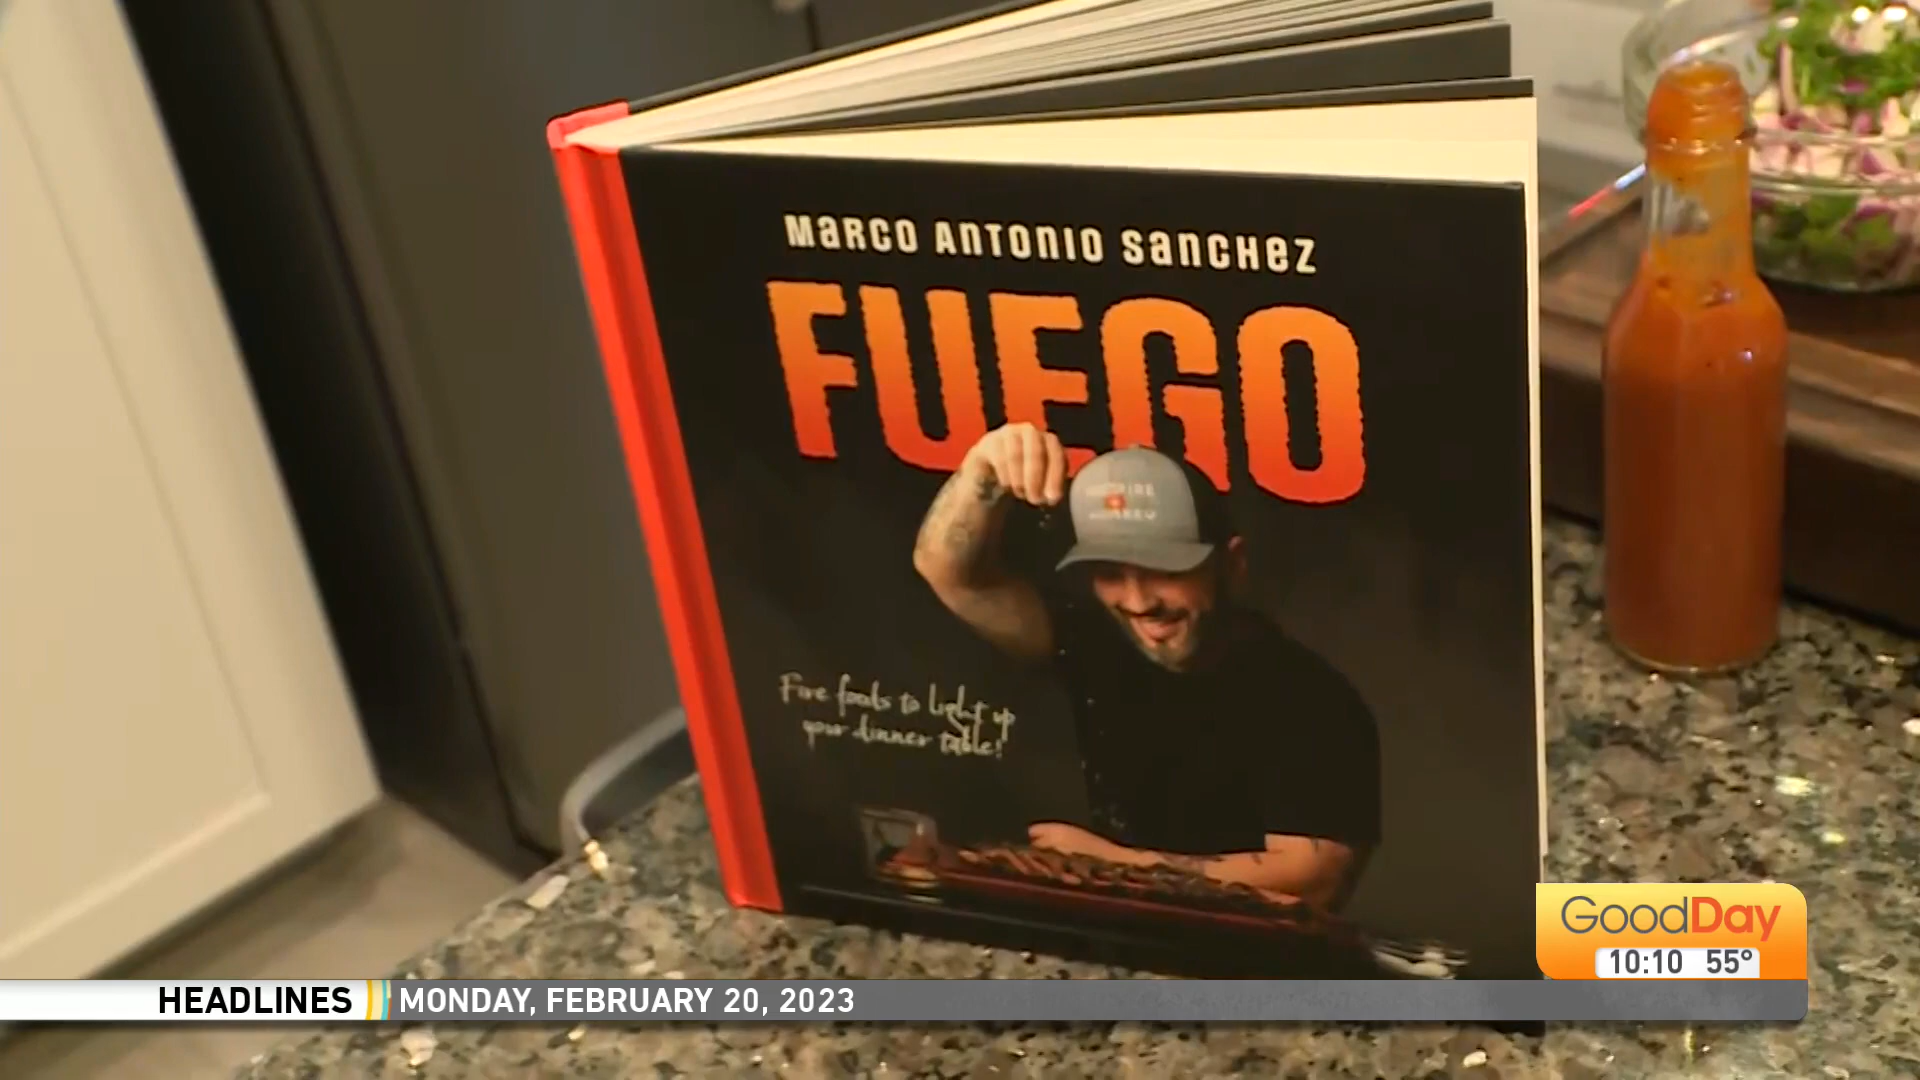 MARCO ANTONIO SANCHEZ
FUEGO
Fire foods to light up
your dinner table!
GoodDay
10:10 55°
HEADLINES MONDAY, FEBRUARY 20, 2023